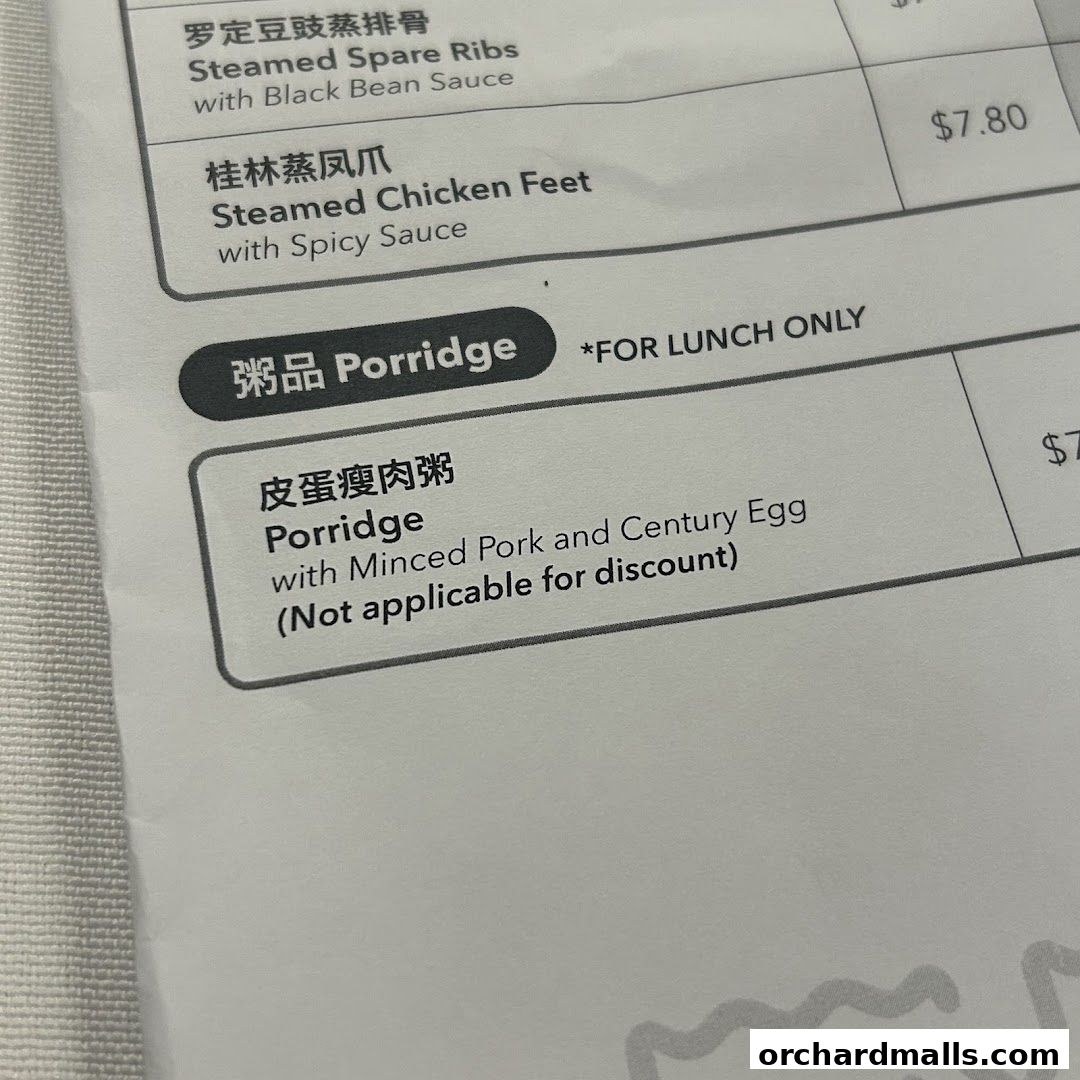 罗定豆豉蒸排骨
Steamed Spare Ribs
with Black Bean Sauce
桂林蒸凤爪
Steamed Chicken Feet
with Spicy Sauce
$7.80
粥品 Porridge *FOR LUNCH ONLY
皮蛋瘦肉粥
Porridge
with Minced Pork and Century Egg
(Not applicable for discount)
$7
orchardmalls.com